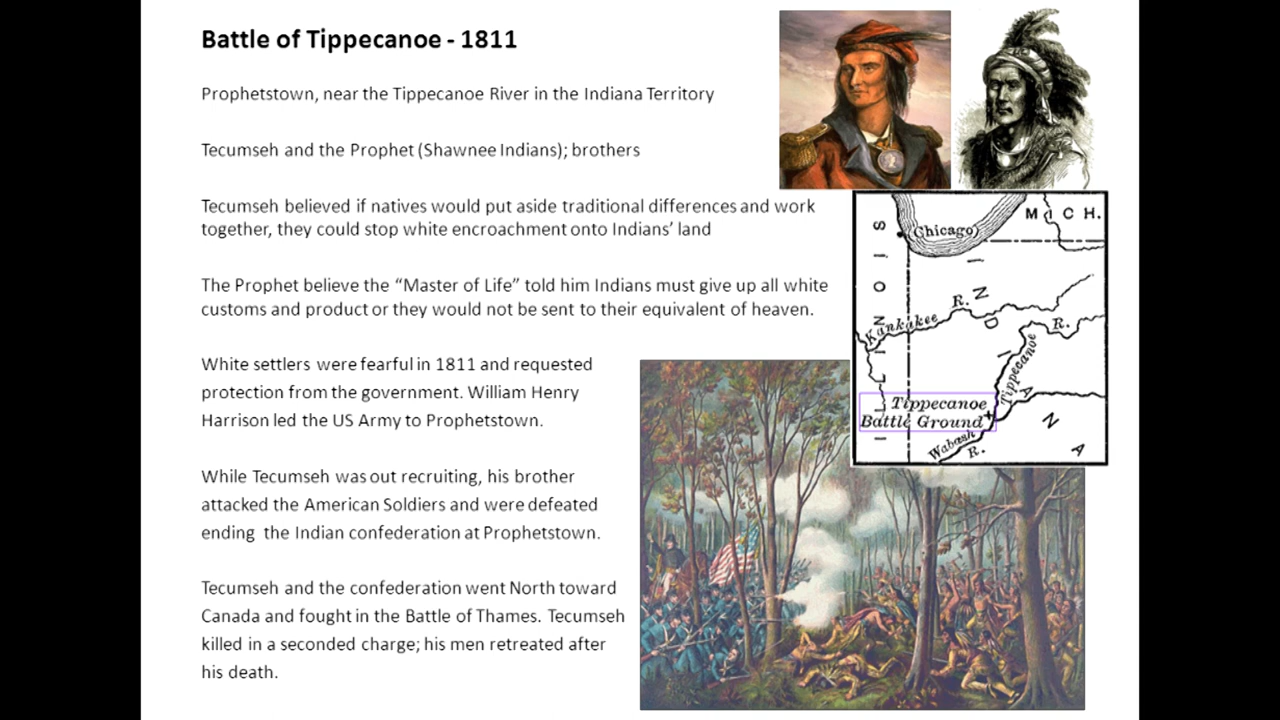 Battle of Tippecanoe - 1811
Prophetstown, near the Tippecanoe River in the Indiana Territory
Tecumseh and the Prophet (Shawnee Indians); brothers
Tecumseh believed if natives would put aside traditional differences and work
together, they could stop white encroachment onto Indians' land
The Prophet believe the “Master of Life” told him Indians must give up all white
customs and product or they would not be sent to their equivalent of heaven.
White settlers were fearful in 1811 and requested
protection from the government. William Henry
Harrison led the US Army to Prophetstown.
While Tecumseh was out recruiting, his brother
attacked the American Soldiers and were defeated
ending the Indian confederation at Prophetstown.
Tecumseh and the confederation went North toward
Canada and fought in the Battle of Thames. Tecumseh
killed in a seconded charge; his men retreated after
his death.
MICH.
Chicago
ILLINOIS
INDIANA
Kankakee R.
Tippecanoe R.
Tippecanoe
Battle Ground
Wabash R.